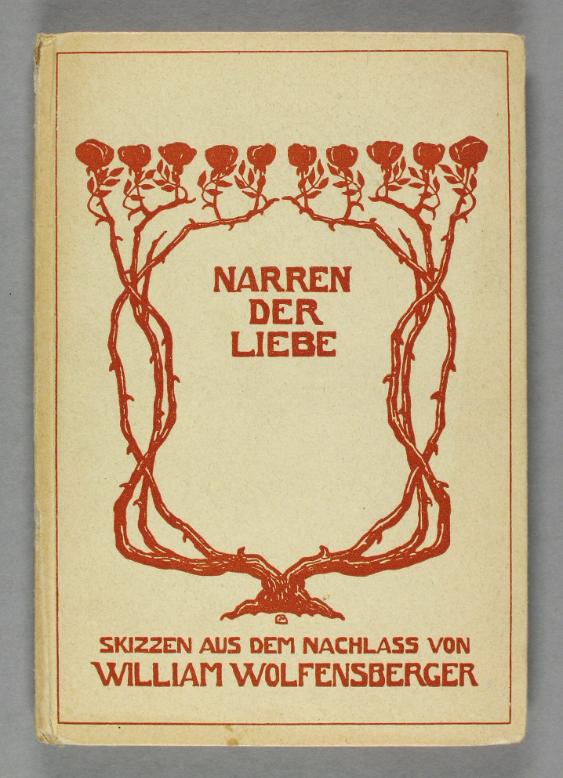 NARREN
DER
LIEBE
SKIZZEN AUS DEM NACHLASS VON
WILLIAM WOLFENSBERGER